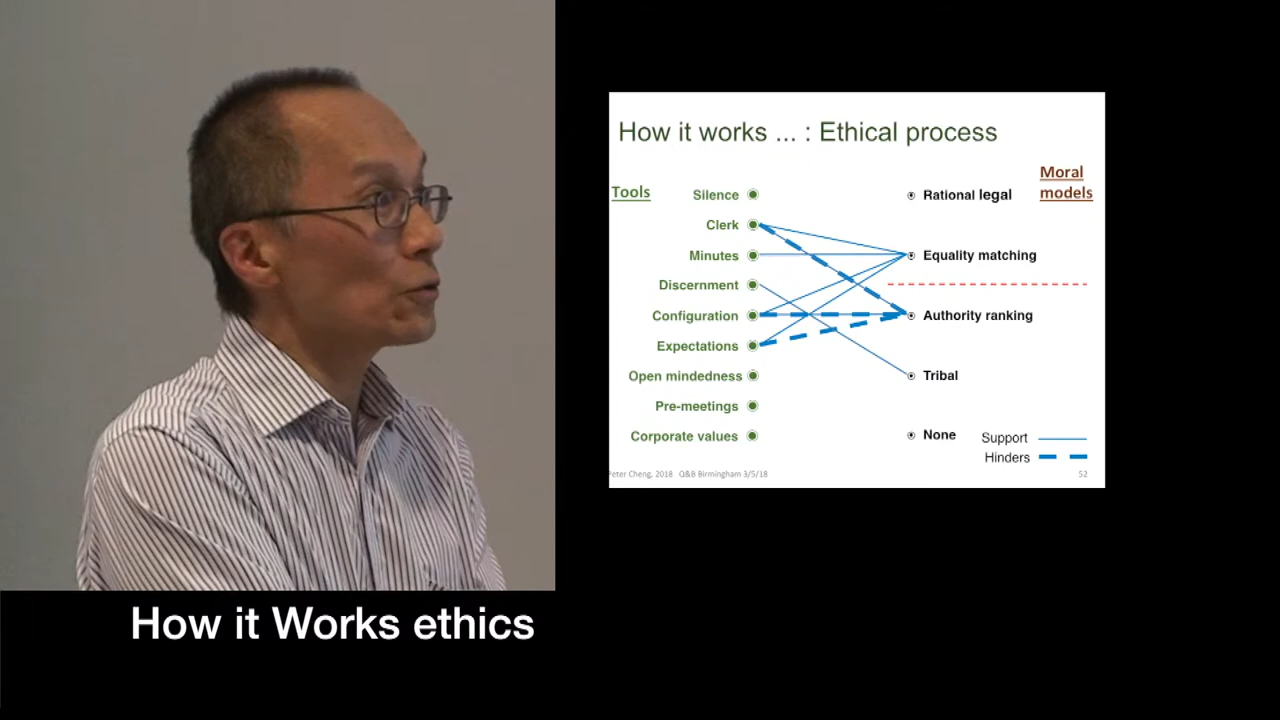 How it works ... : Ethical process
Tools
Moral
models
Silence
Rational legal
Clerk
Minutes
Equality matching
Discernment
Configuration
Authority ranking
Expectations
Open mindedness
Tribal
Pre-meetings
Corporate values
None
Support
Hinders
Peter Cheng, 2018 Q&B Birmingham 3/5/18
52
How it Works ethics